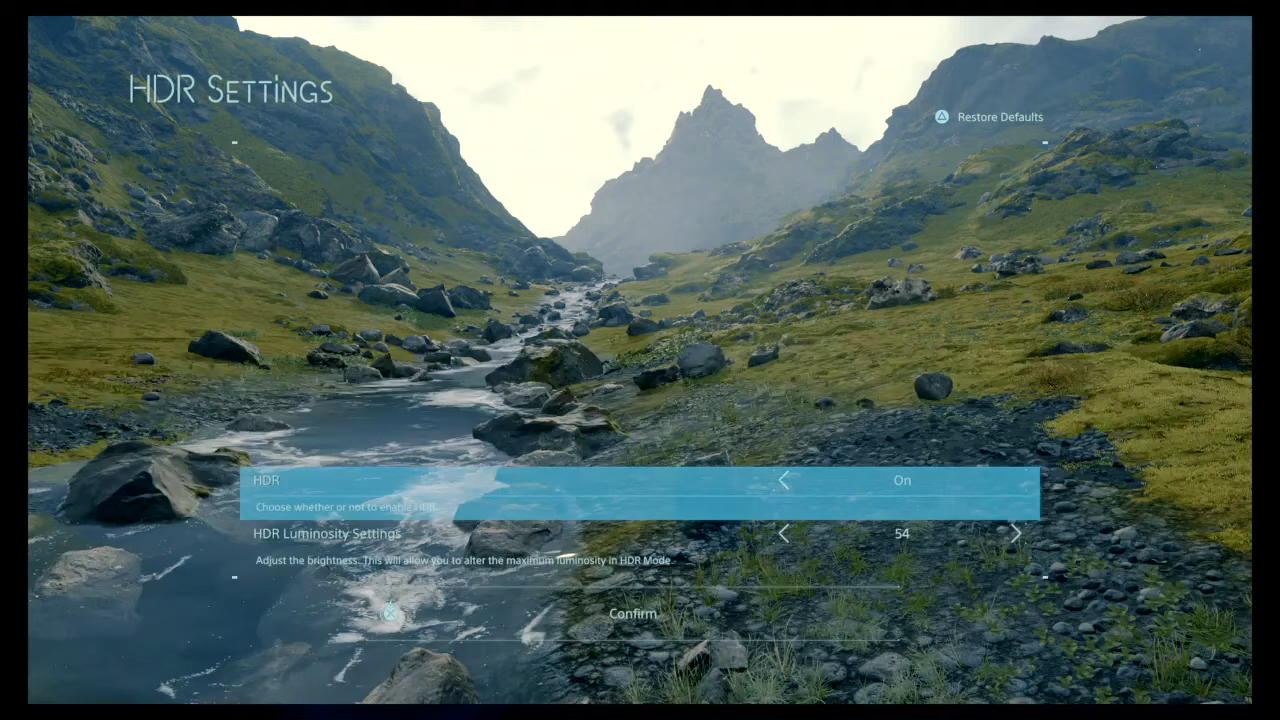 HDR Settings
Restore Defaults
HDR
On
Choose whether or not to enable HDR.
HDR Luminosity Settings
54
Adjust the brightness. This will allow you to alter the maximum luminosity in HDR Mode.
Confirm